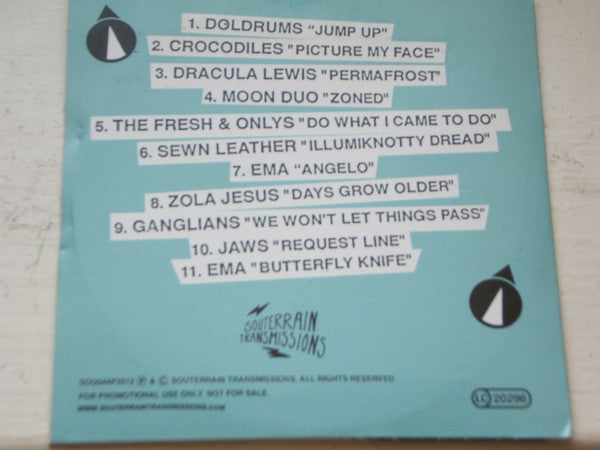 1. DOLDRUMS "JUMP UP"
2. CROCODILES "PICTURE MY FACE"
3. DRACULA LEWIS "PERMAFROST"
4. MOON DUO "ZONED"
5. THE FRESH & ONLYS "DO WHAT I CAME TO DO"
6. SEWN LEATHER "ILLUMIKNOTTY DREAD"
7. EMA "ANGELO"
8. ZOLA JESUS "DAYS GROW OLDER"
9. GANGLIANS "WE WON'T LET THINGS PASS"
10. JAWS "REQUEST LINE"
11. EMA "BUTTERFLY KNIFE"
SOUTERRAIN
TRANSMISSIONS
SOU044P2012 ℗ & © SOUTERRAIN TRANSMISSIONS. ALL RIGHTS RESERVED.
FOR PROMOTIONAL USE ONLY. NOT FOR SALE.
WWW.SOUTERRAINTRANSMISSIONS.COM
LC 20296